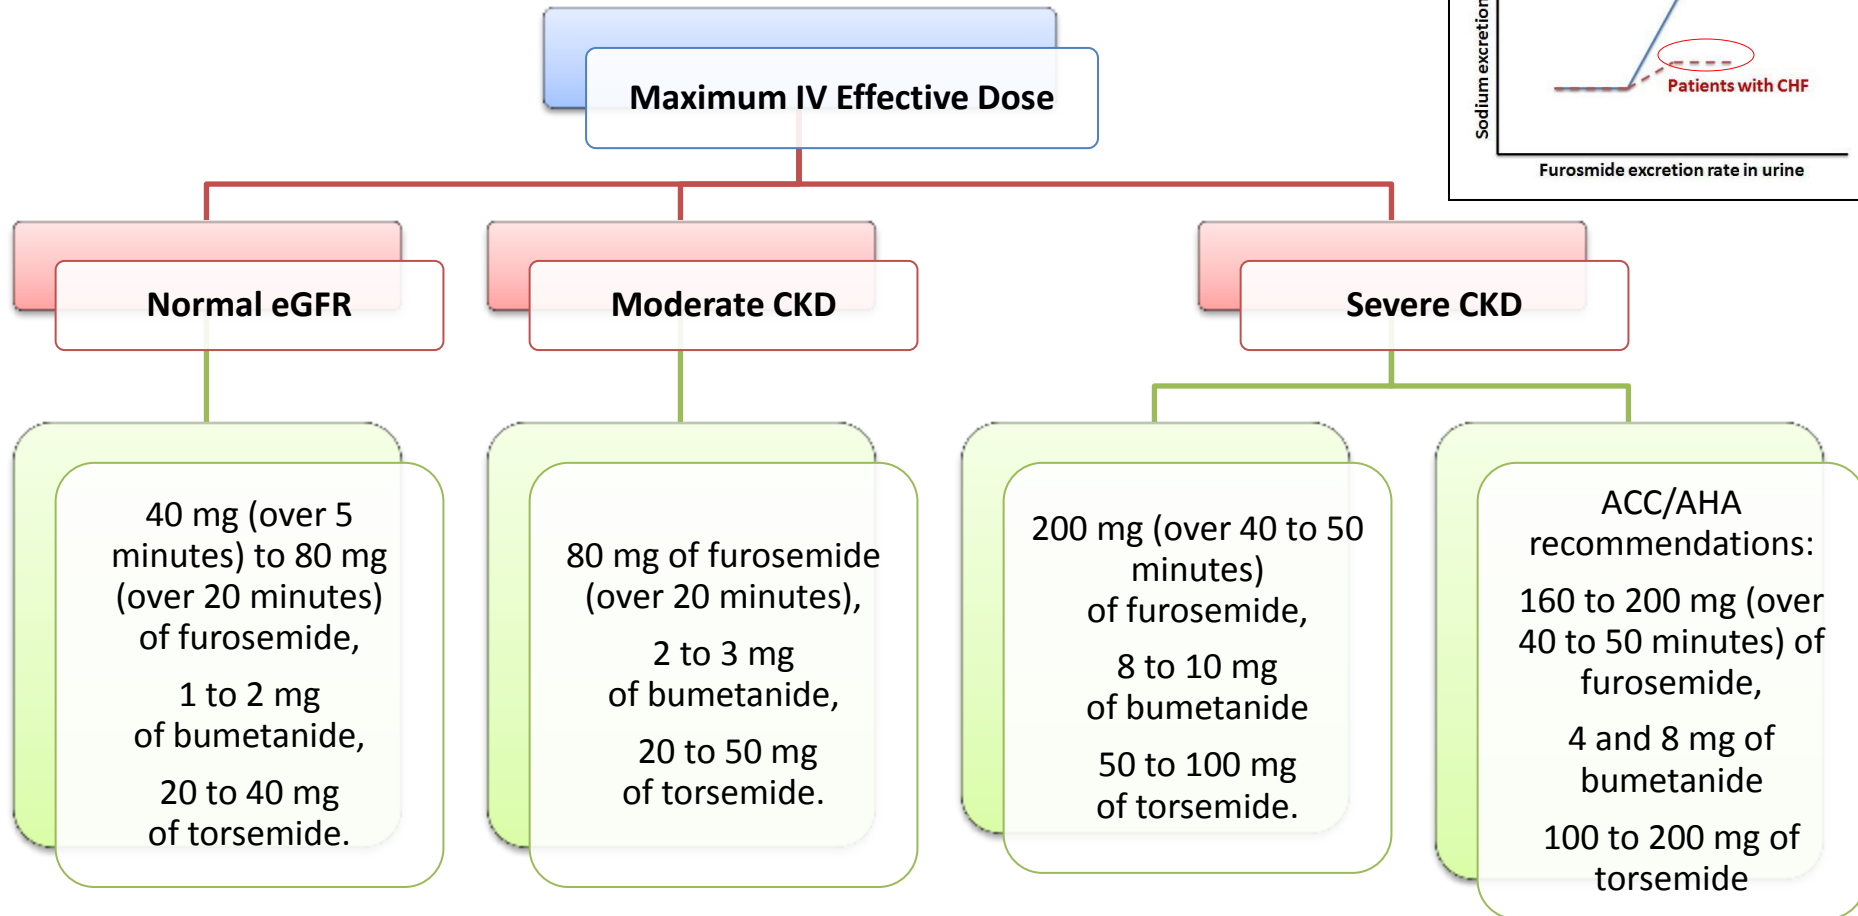 Sodium excretion
Patients with CHF
Furosmide excretion rate in urine
Maximum IV Effective Dose
Normal eGFR
Moderate CKD
Severe CKD
40 mg (over 5
minutes) to 80 mg
(over 20 minutes)
of furosemide,
1 to 2 mg
of bumetanide,
20 to 40 mg
of torsemide.
80 mg of furosemide
(over 20 minutes),
2 to 3 mg
of bumetanide,
20 to 50 mg
of torsemide.
200 mg (over 40 to 50
minutes)
of furosemide,
8 to 10 mg
of bumetanide
50 to 100 mg
of torsemide.
ACC/AHA
recommendations:
160 to 200 mg (over
40 to 50 minutes) of
furosemide,
4 and 8 mg of
bumetanide
100 to 200 mg of
torsemide